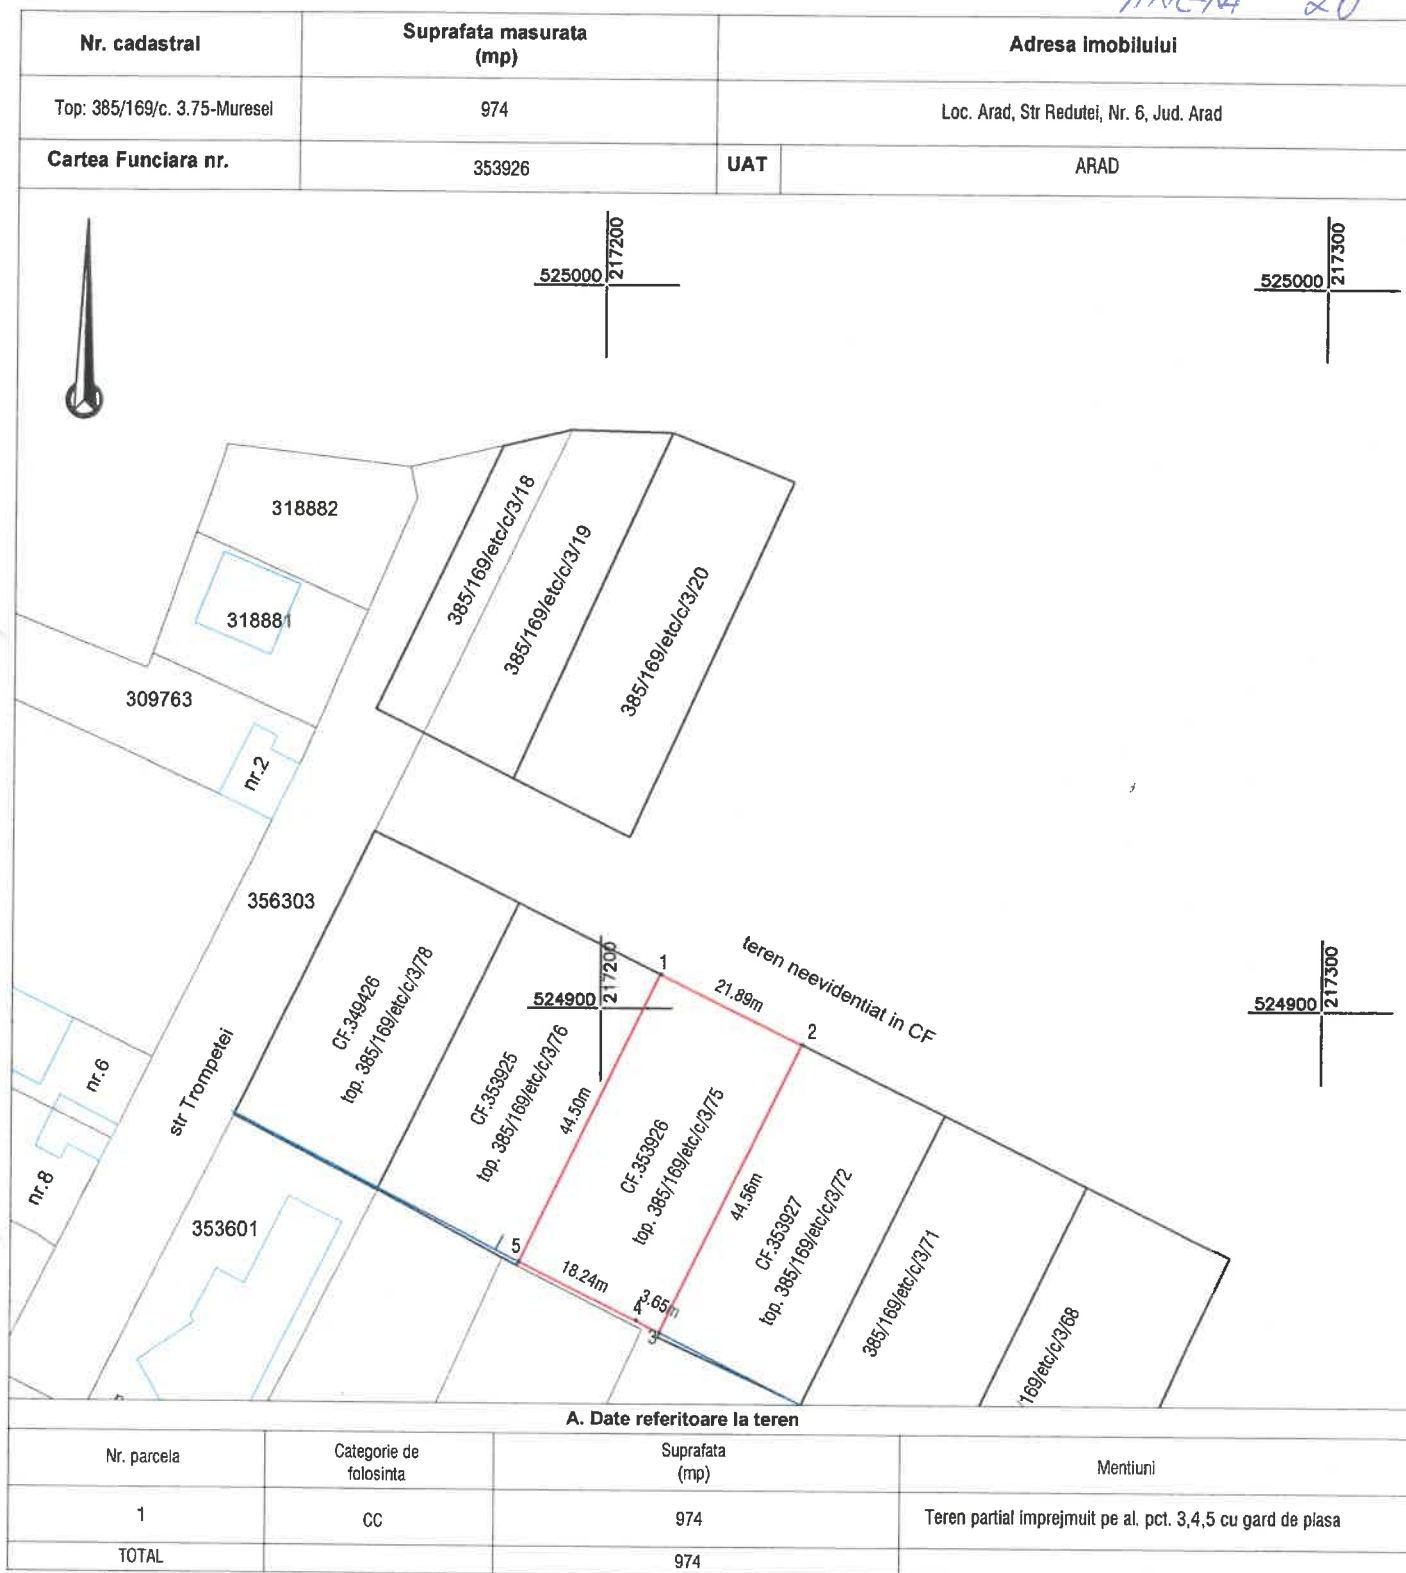 ANEXA 20
Nr. cadastral
Suprafata masurata
(mp)
Adresa imobilului
Top: 385/169/c. 3.75-Muresel
974
Loc. Arad, Str Redutei, Nr. 6, Jud. Arad
Cartea Funciara nr.
353926
UAT
ARAD
525000
217200
525000
217300
318882
318881
309763
nr.2
385/169/etc/c/3/18
385/169/etc/c/3/19
385/169/etc/c/3/20
356303
str Trompetei
nr.6
nr.8
353601
CF.349426
top. 385/169/etc/c/3/78
CF.353925
top. 385/169/etc/c/3/76
524900
217200
1
21.89m
2
teren neevidentiat in CF
524900
217300
44.50m
CF.353926
top. 385/169/etc/c/3/75
44.56m
CF.353927
top. 385/169/etc/c/3/72
385/169/etc/c/3/71
169/etc/c/3/68
5
18.24m
4
3.65m
3
A. Date referitoare la teren
Nr. parcela
Categorie de
folosinta
Suprafata
(mp)
Mentiuni
1
CC
974
Teren partial imprejmuit pe al. pct. 3,4,5 cu gard de plasa
TOTAL
974